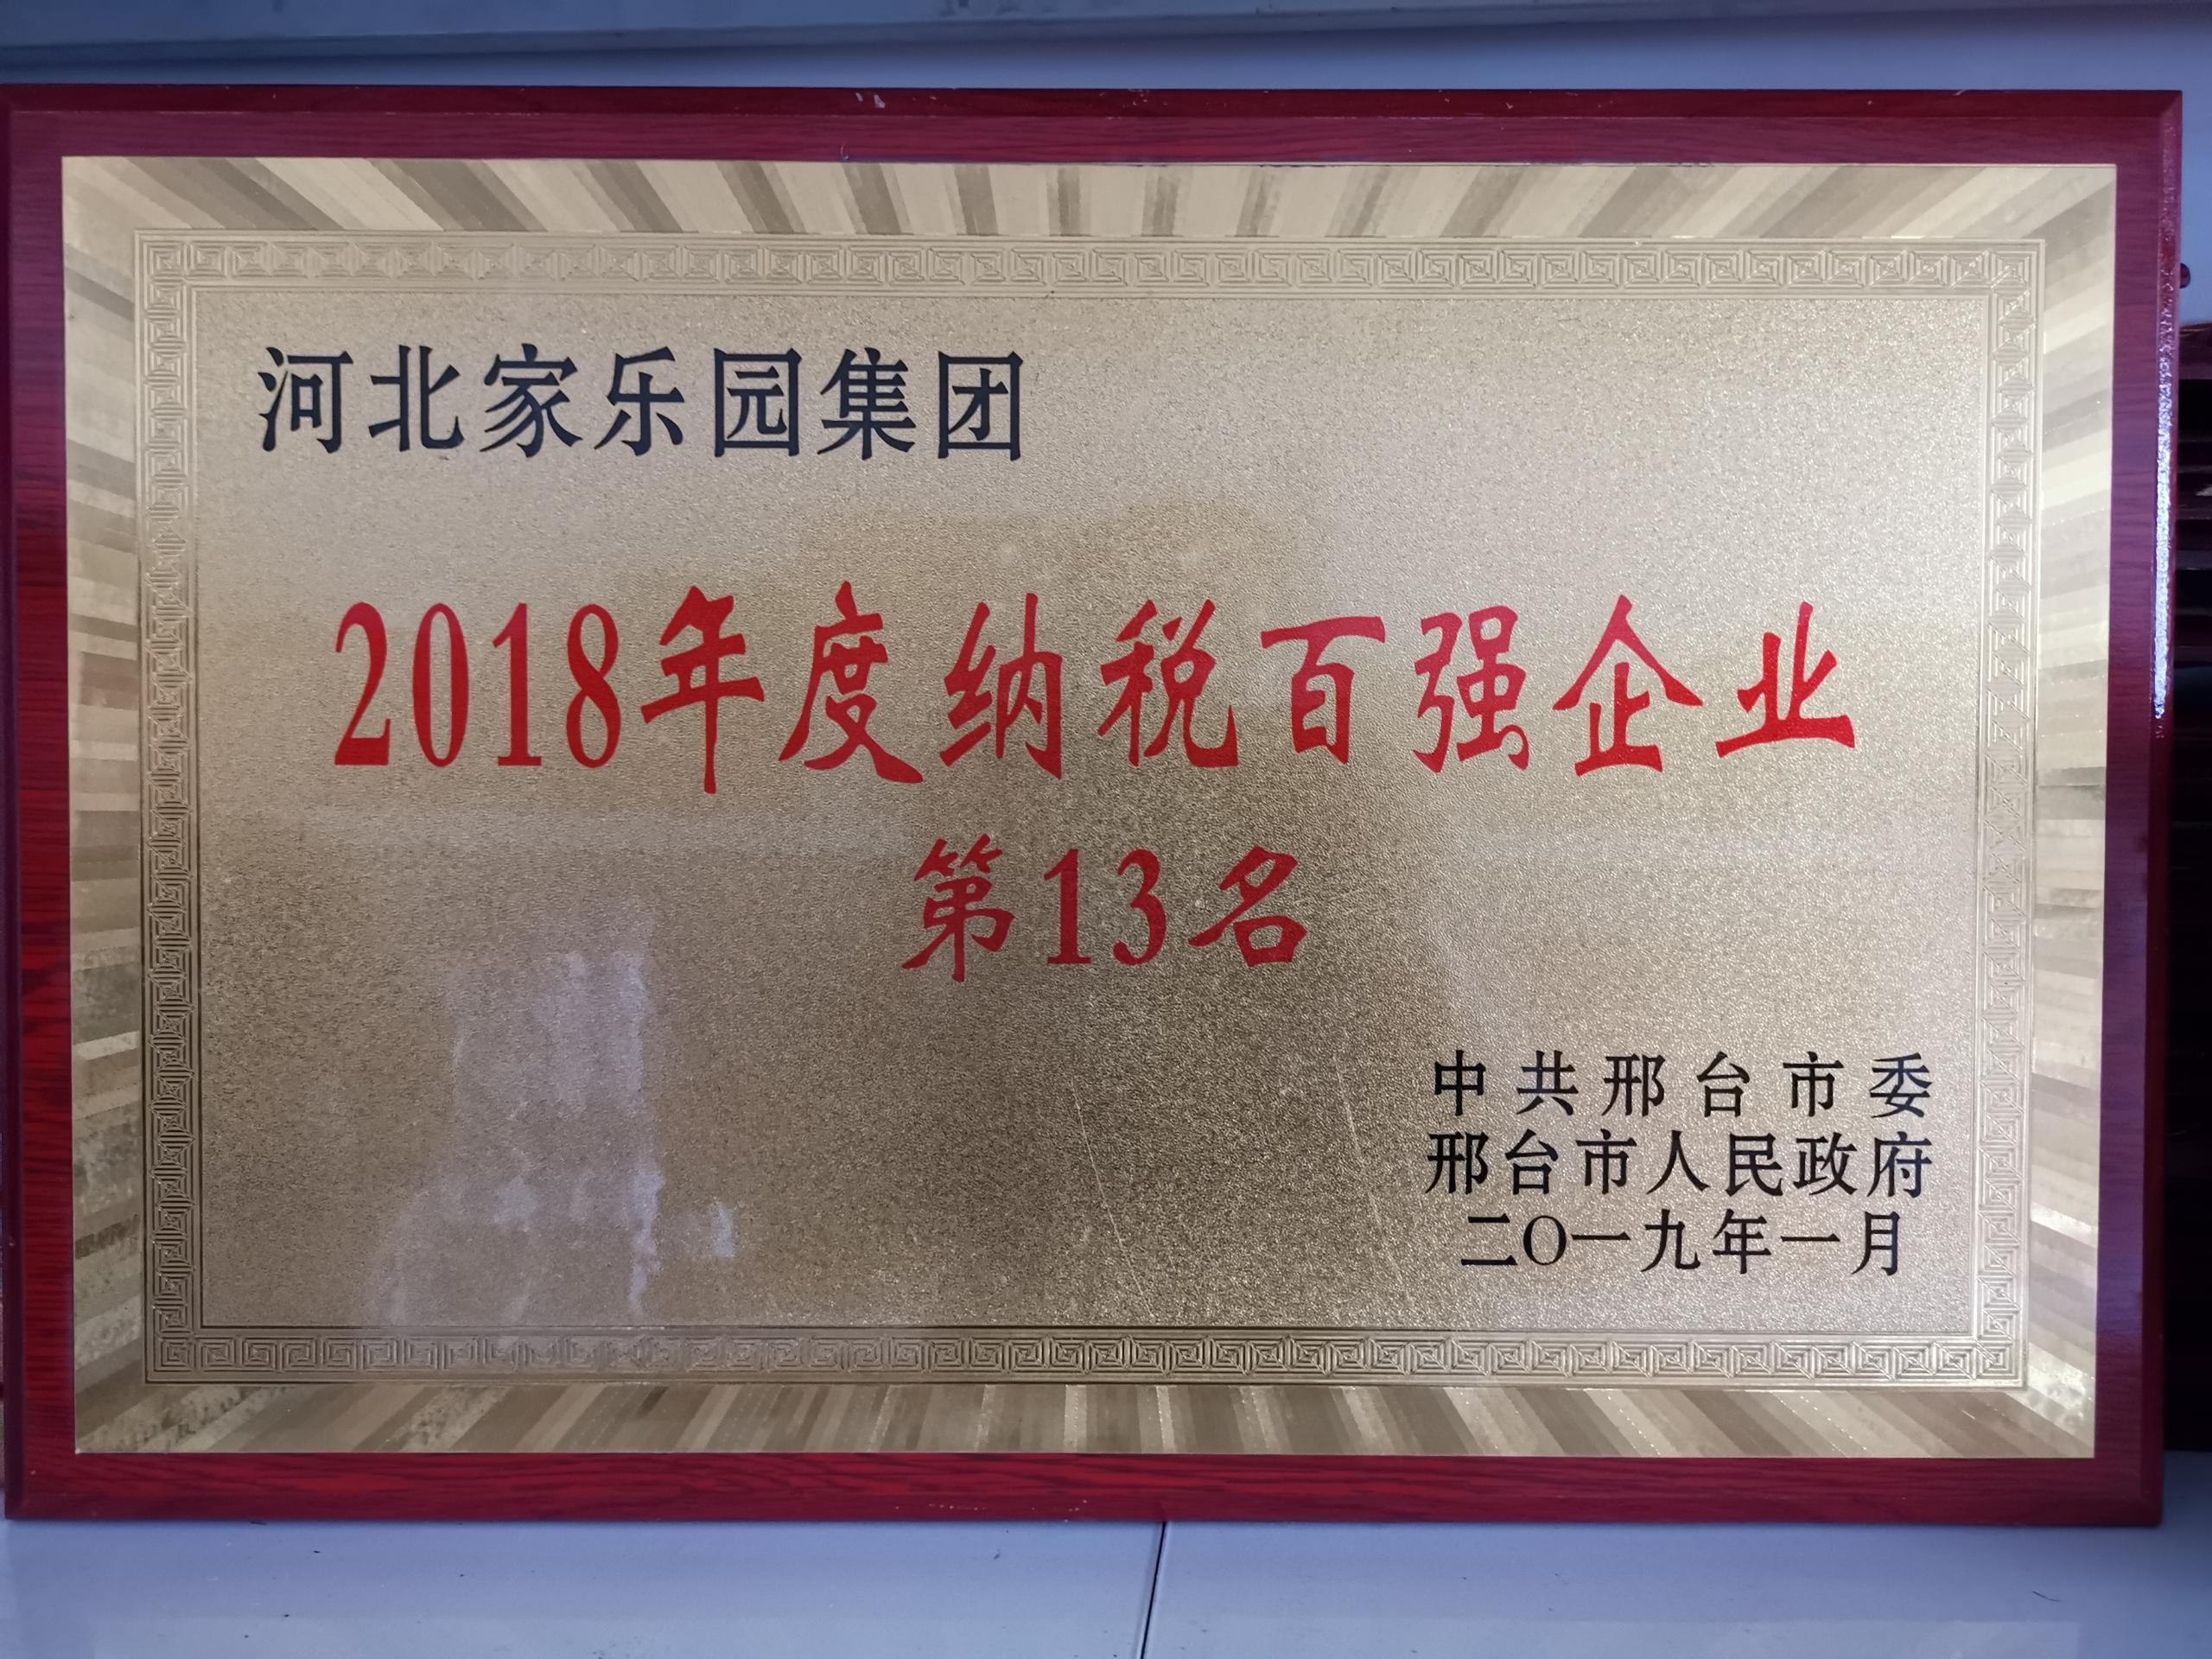 河北家乐园集团
2018年度纳税百强企业
第13名
中共邢台市委
邢台市人民政府
二O一九年一月